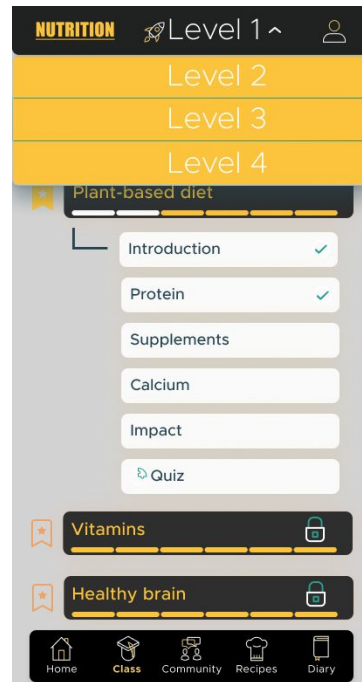 NUTRITION Level 1
Level 2
Level 3
Level 4
Plant-based diet
Introduction
Protein
Supplements
Calcium
Impact
Quiz
Vitamins
Healthy brain
Home Class Community Recipes Diary